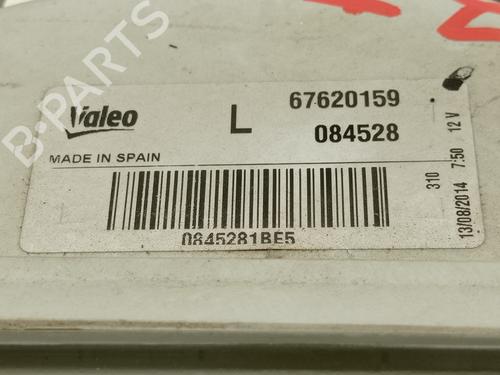 Valeo
L
67620159
084528
MADE IN SPAIN
0845281BE5
310
13/08/2014 7:50 12 V
B-PARTS